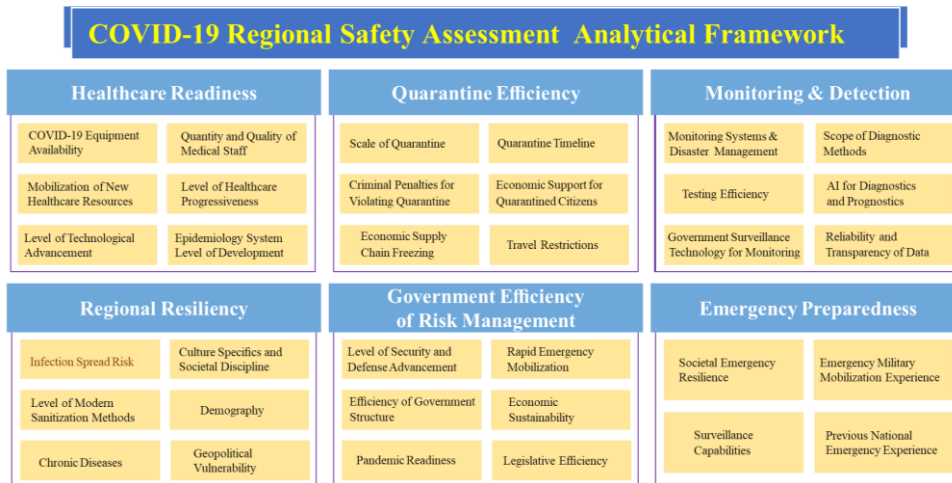 COVID-19 Regional Safety Assessment Analytical Framework
Healthcare Readiness
COVID-19 Equipment
Availability
Quantity and Quality of
Medical Staff
Mobilization of New
Healthcare Resources
Level of Healthcare
Progressiveness
Level of Technological
Advancement
Epidemiology System
Level of Development
Quarantine Efficiency
Scale of Quarantine
Quarantine Timeline
Criminal Penalties for
Violating Quarantine
Economic Support for
Quarantined Citizens
Economic Supply
Chain Freezing
Travel Restrictions
Monitoring & Detection
Monitoring Systems &
Disaster Management
Scope of Diagnostic
Methods
Testing Efficiency
AI for Diagnostics
and Prognostics
Government Surveillance
Technology for Monitoring
Reliability and
Transparency of Data
Regional Resiliency
Infection Spread Risk
Culture Specifics and
Societal Discipline
Level of Modern
Sanitization Methods
Demography
Chronic Diseases
Geopolitical
Vulnerability
Government Efficiency
of Risk Management
Level of Security and
Defense Advancement
Rapid Emergency
Mobilization
Efficiency of Government
Structure
Economic
Sustainability
Pandemic Readiness
Legislative Efficiency
Emergency Preparedness
Societal Emergency
Resilience
Emergency Military
Mobilization Experience
Surveillance
Capabilities
Previous National
Emergency Experience